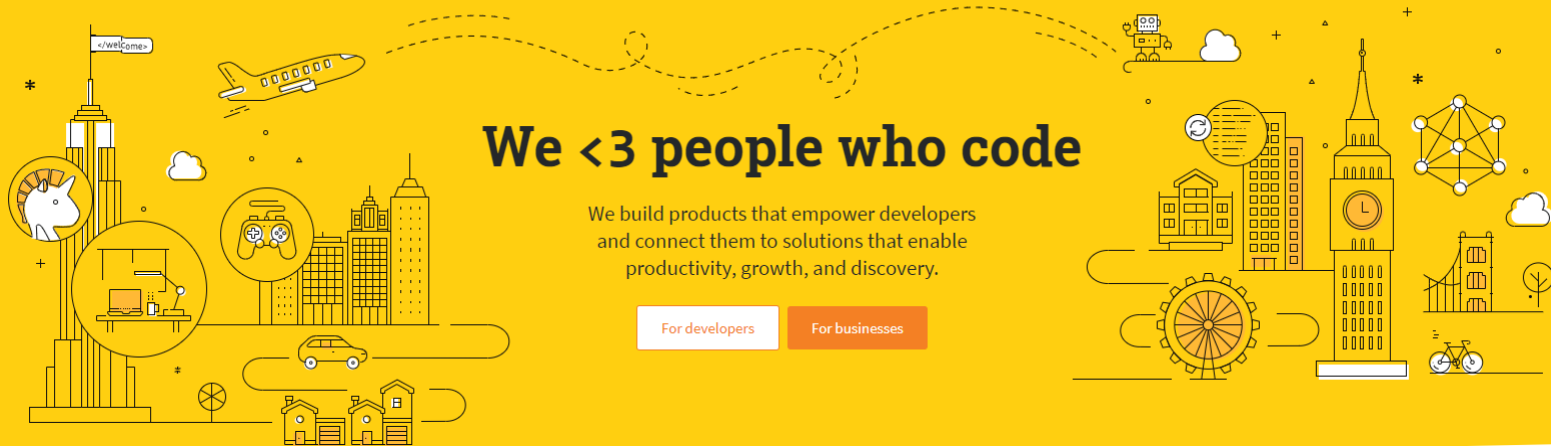 </welcome>
We <3 people who code
We build products that empower developers
and connect them to solutions that enable
productivity, growth, and discovery.
For developers
For businesses